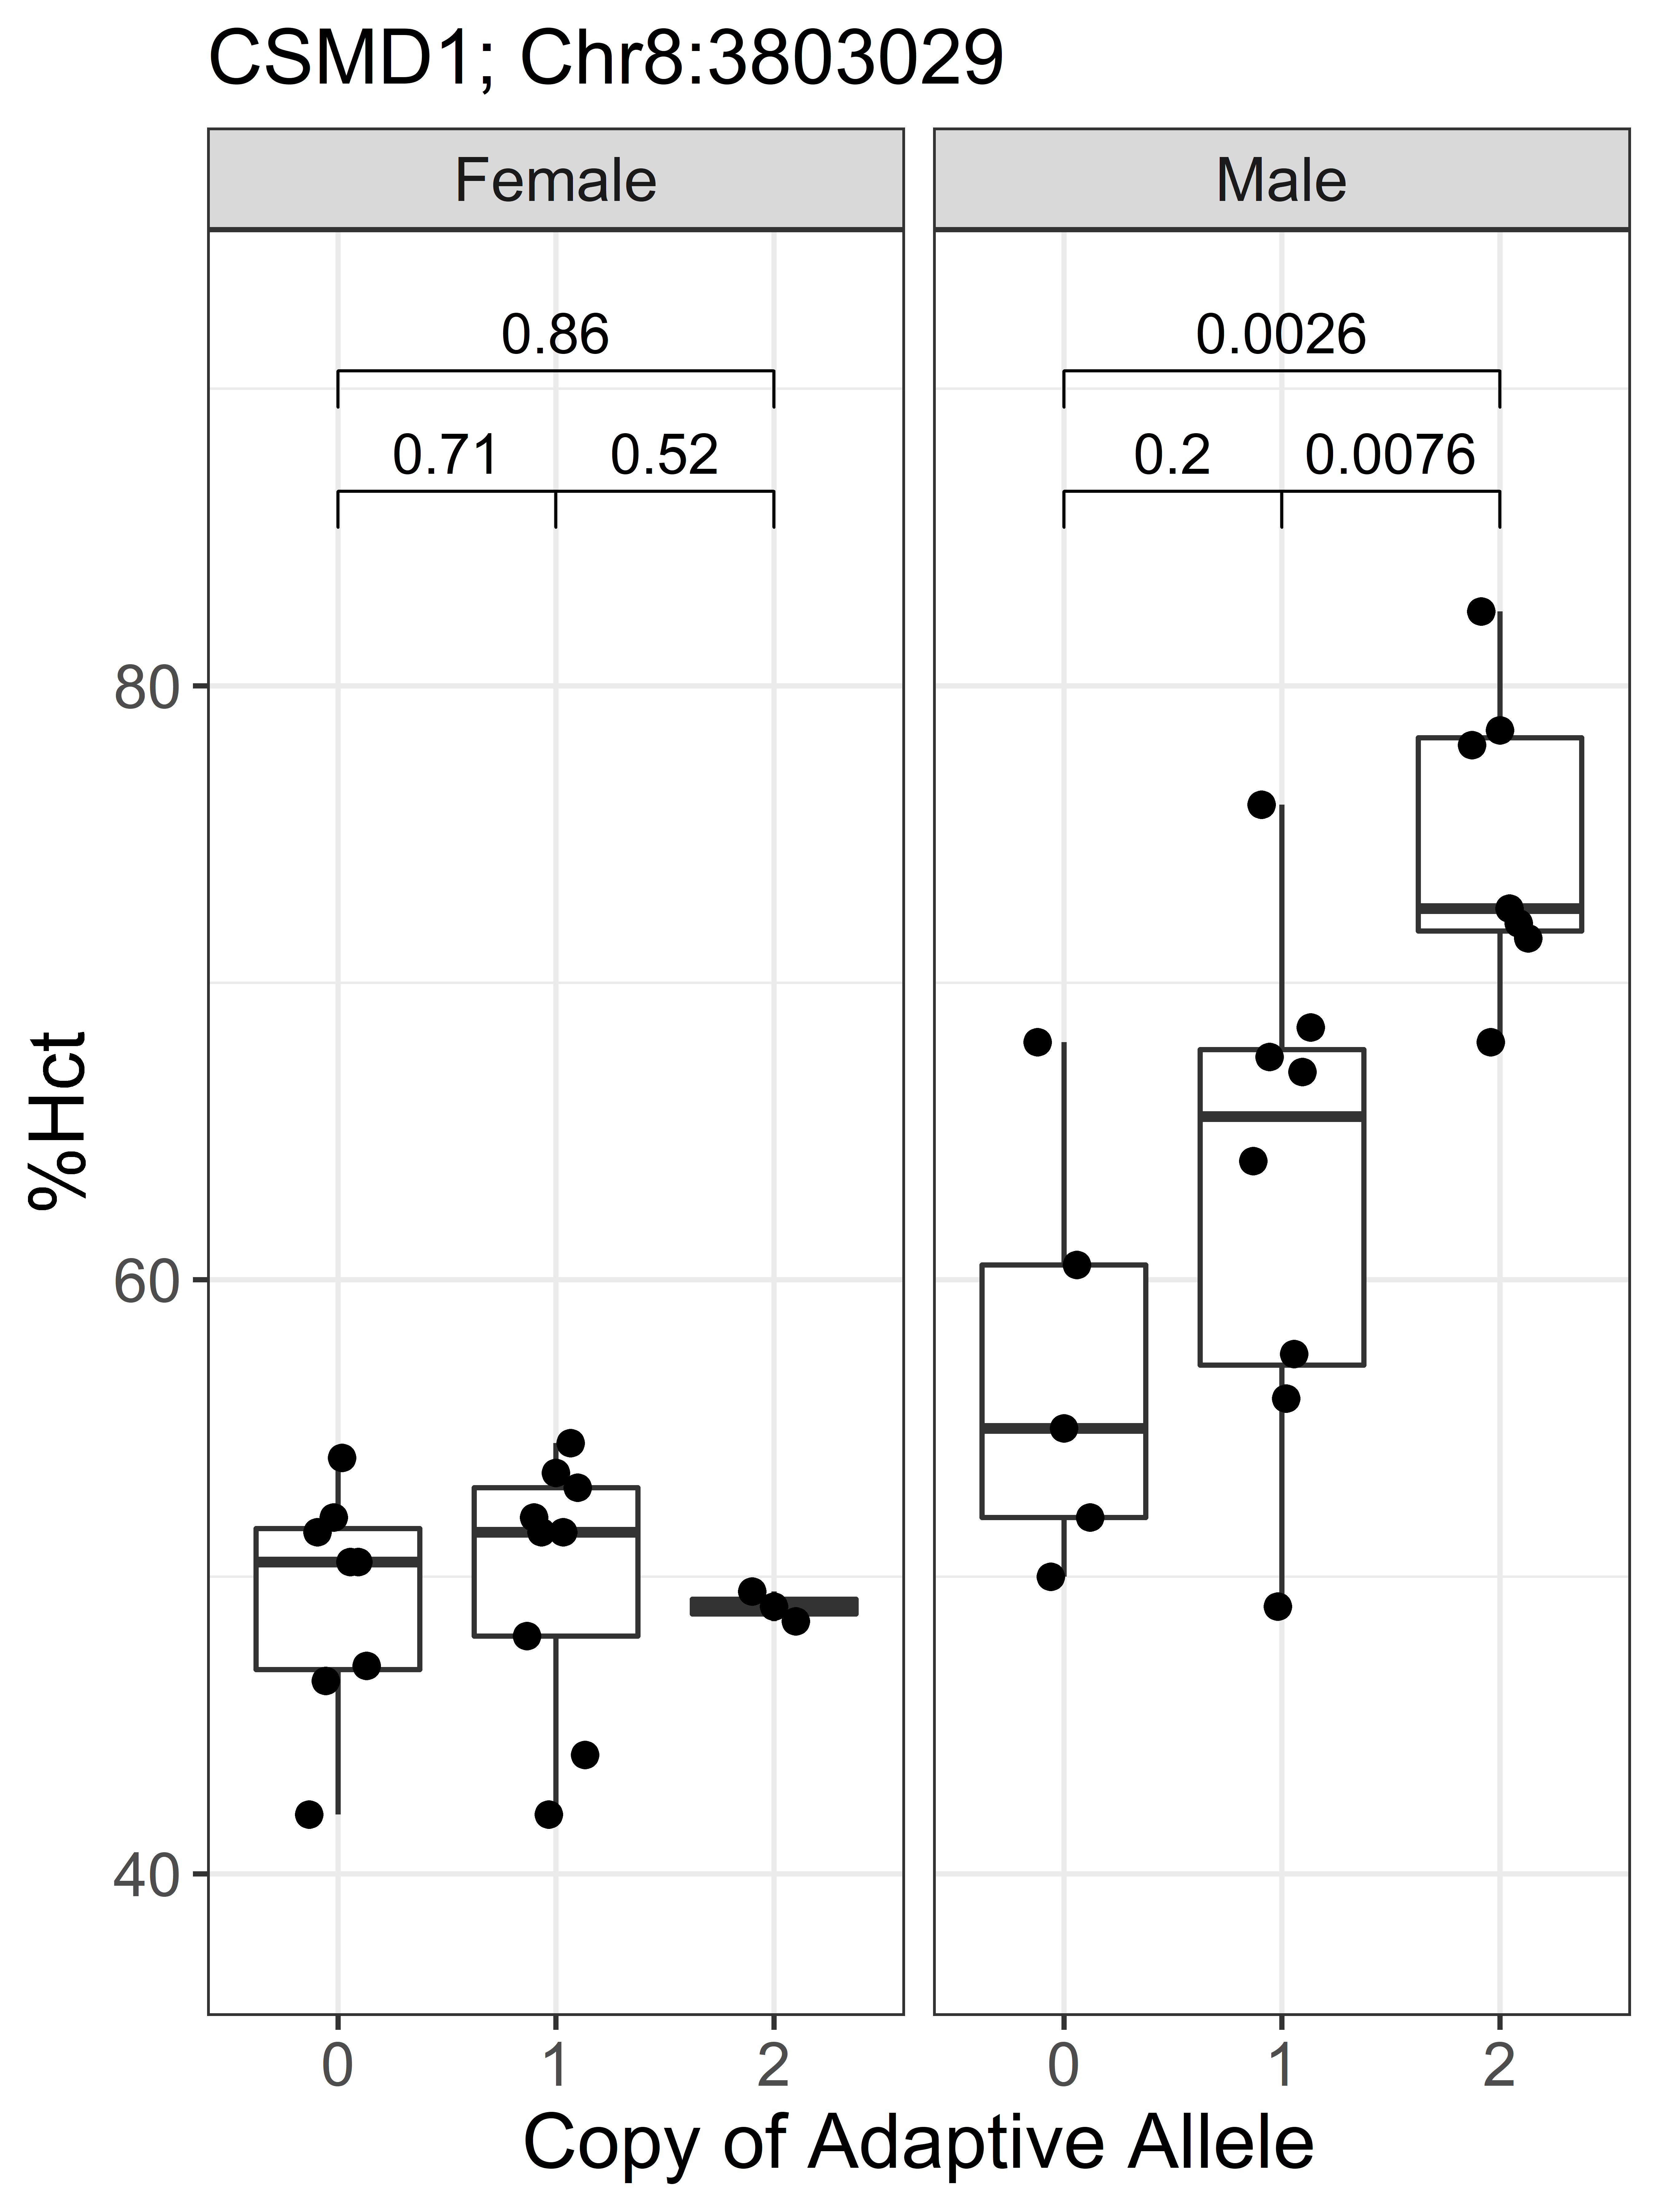 CSMD1; Chr8:3803029
Female Male
0.86 0.0026
0.71 0.52 0.2 0.0076
80
60
40
%Hct
0 1 2 0 1 2
Copy of Adaptive Allele